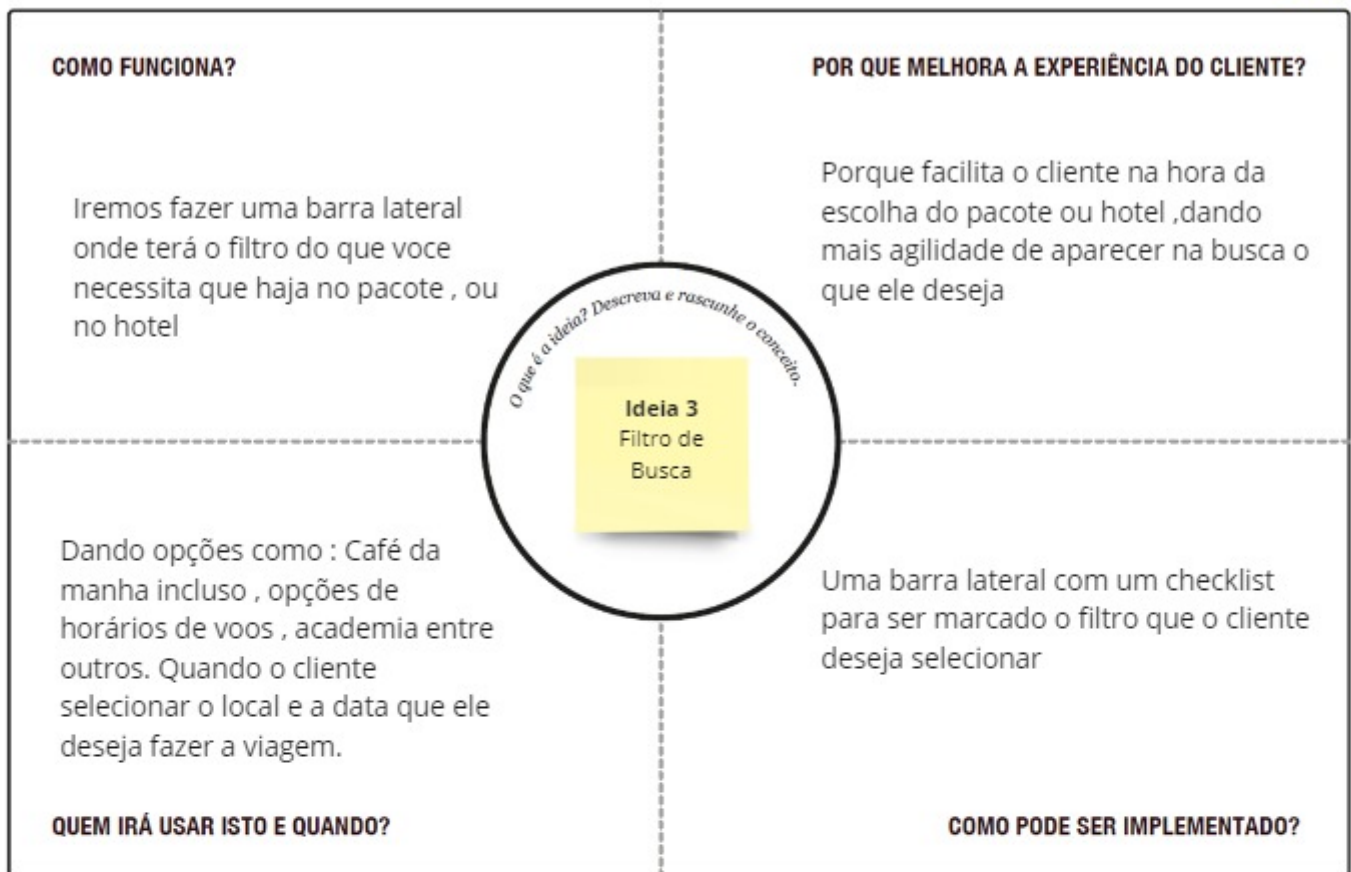 COMO FUNCIONA?
Iremos fazer uma barra lateral
onde terá o filtro do que voce
necessita que haja no pacote , ou
no hotel
POR QUE MELHORA A EXPERIÊNCIA DO CLIENTE?
Porque facilita o cliente na hora da
escolha do pacote ou hotel ,dando
mais agilidade de aparecer na busca o
que ele deseja
O que é a ideia? Descreva e rascunhe o conceito-
Ideia 3
Filtro de
Busca
Dando opções como : Café da
manha incluso , opções de
horários de voos , academia entre
outros. Quando o cliente
selecionar o local e a data que ele
deseja fazer a viagem.
QUEM IRÁ USAR ISTO E QUANDO?
Uma barra lateral com um checklist
para ser marcado o filtro que o cliente
deseja selecionar
COMO PODE SER IMPLEMENTADO?